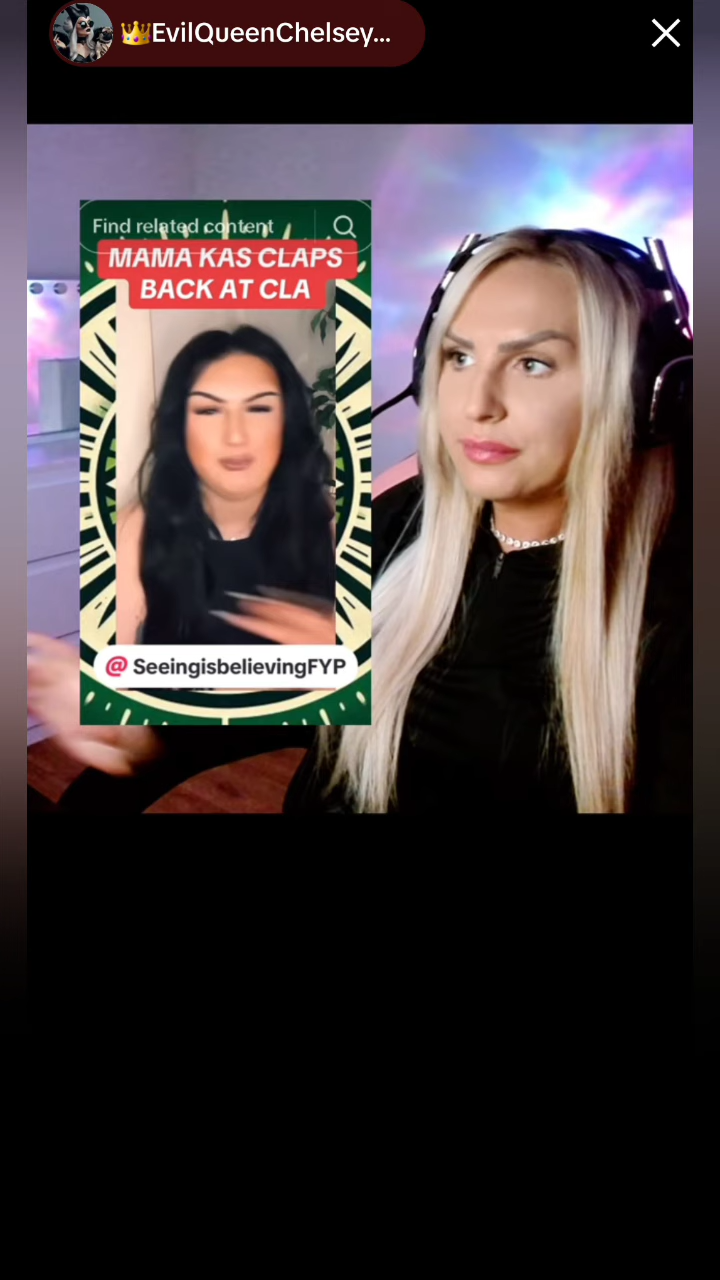 👑EvilQueenChelsey...
Find related content
MAMA KAS CLAPS
BACK AT CLA
@ SeeingisbelievingFYP